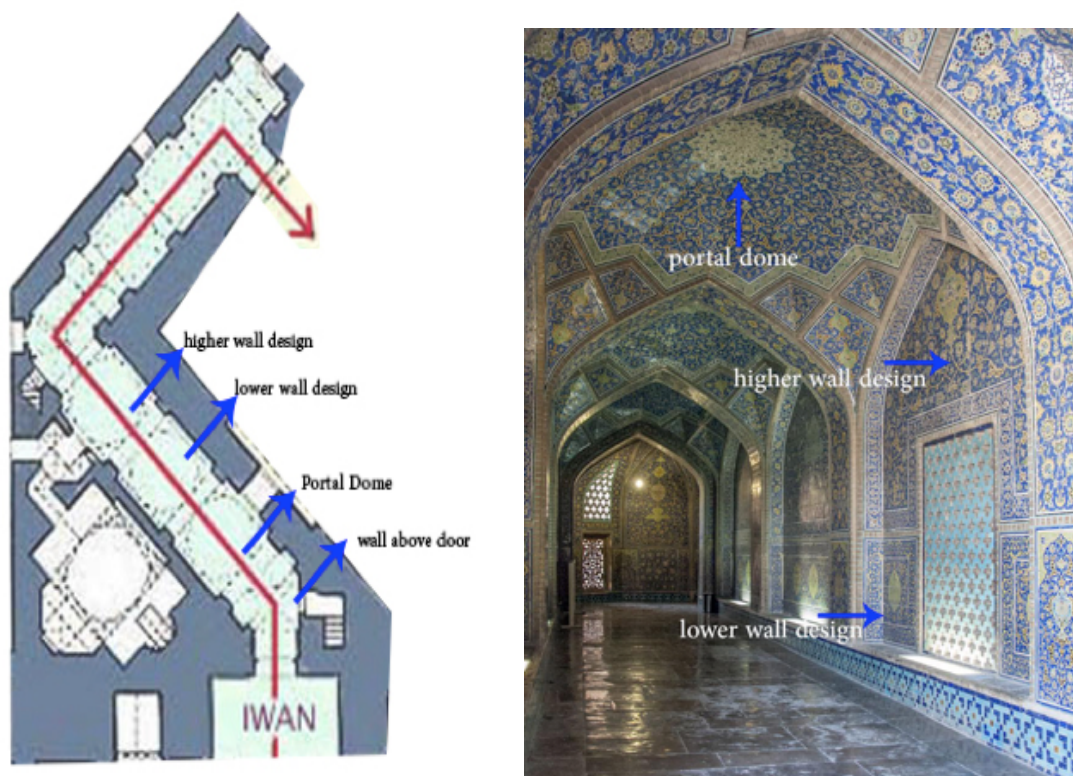 higher wall design
lower wall design
Portal Dome
wall above door
IWAN
portal dome
higher wall design
lower wall design